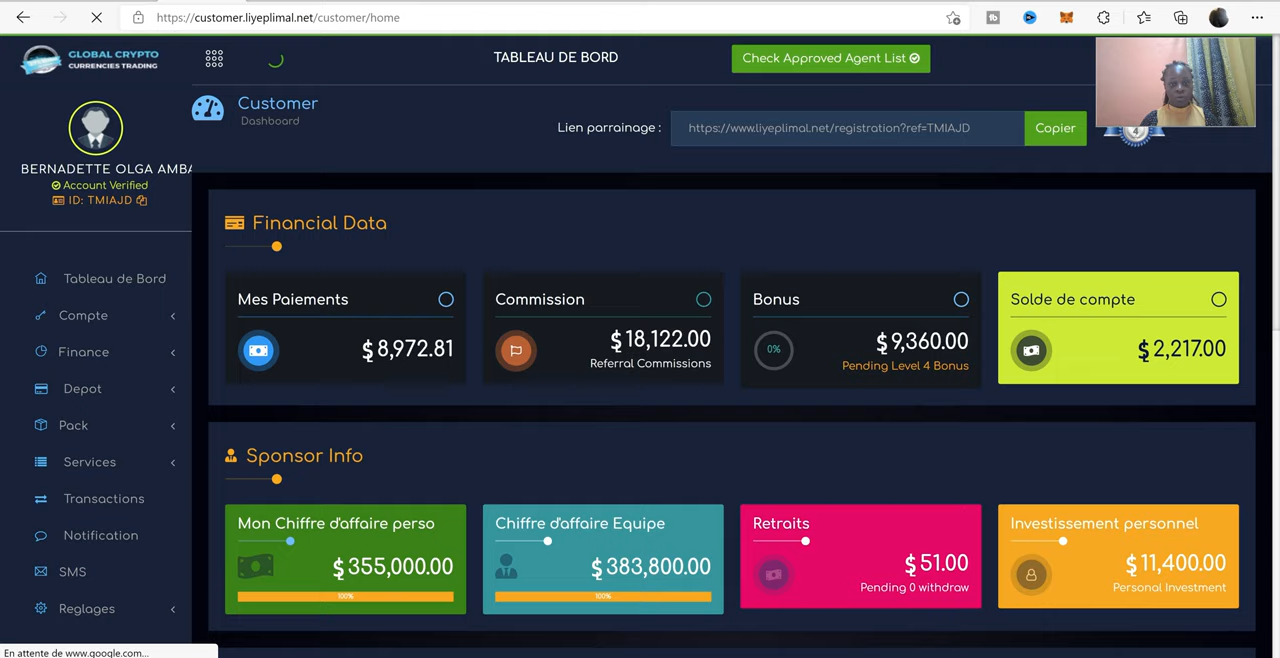 https://customer.liyeplimal.net/customer/home
GLOBAL CRYPTO
CURRENCIES TRADING
TABLEAU DE BORD
Check Approved Agent List
Customer
Dashboard
Lien parrainage :
https://www.liyeplimal.net/registration?ref=TMIAJD
Copier
4
BERNADETTE OLGA AMBA
Account Verified
ID: TMIAJD
Tableau de Bord
Compte
Finance
Depot
Pack
Services
Transactions
Notification
SMS
Reglages
Financial Data
Mes Paiements
$8,972.81
Commission
$18,122.00
Referral Commissions
Bonus
0%
$9,360.00
Pending Level 4 Bonus
Solde de compte
$2,217.00
Sponsor Info
Mon Chiffre d'affaire perso
$355,000.00
100%
Chiffre d'affaire Equipe
$383,800.00
100%
Retraits
$51.00
Pending 0 withdraw
Investissement personnel
$11,400.00
Personal Investment
En attente de www.google.com...